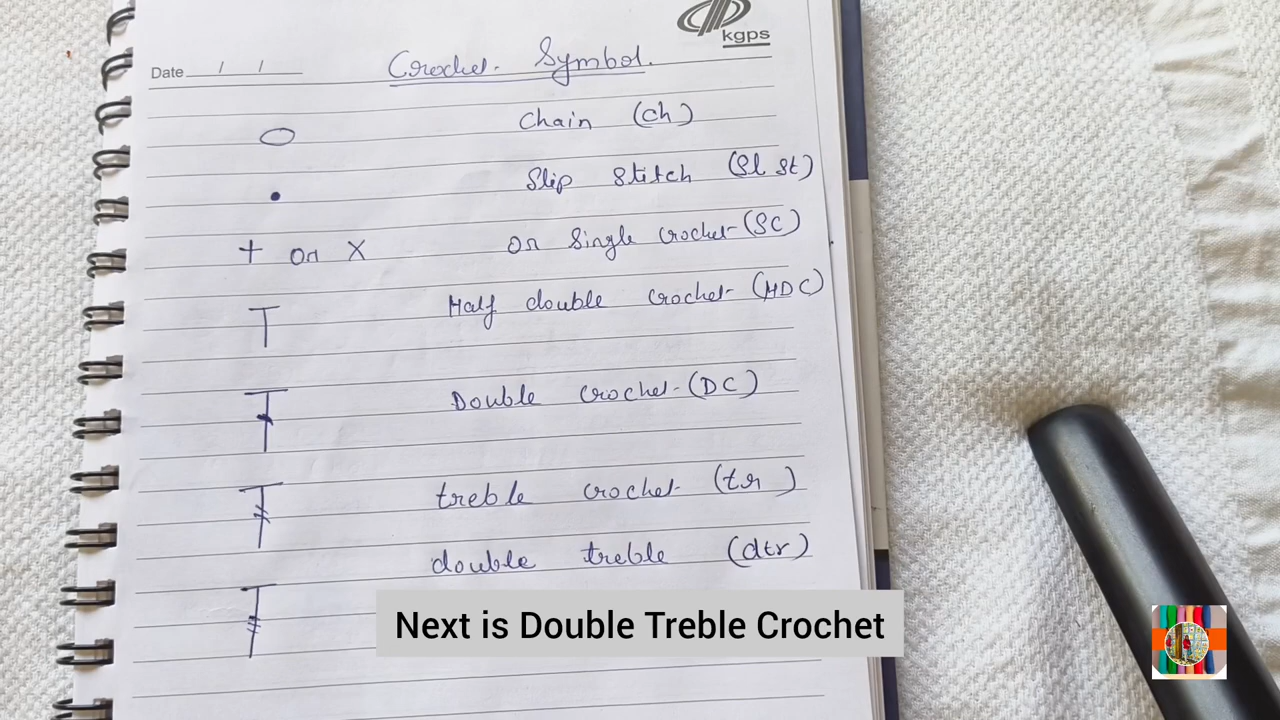 kgps
Date / /
Crochet. Symbol.
Chain (ch)
Slip Stitch (Sl St)
+ or X or Single crochet (SC)
T Half double crochet (HDC)
Double crochet (DC)
treble crochet (tr)
double treble (dtr)
Next is Double Treble Crochet